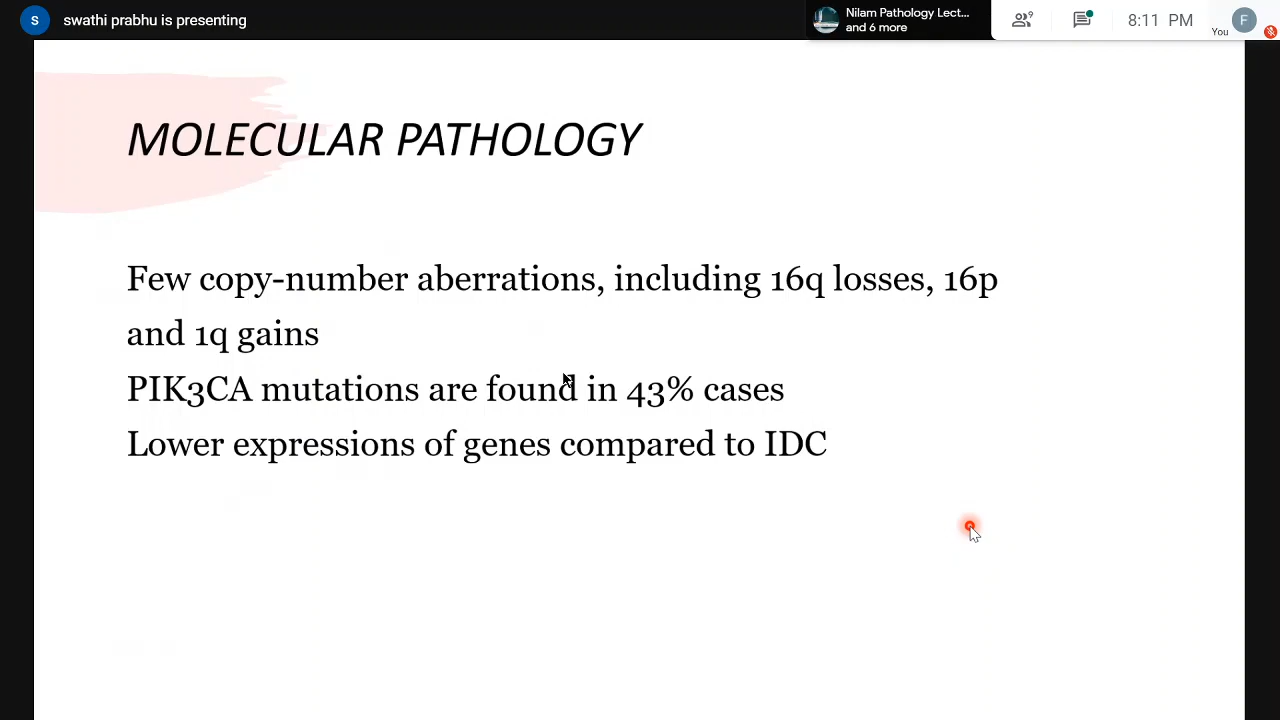 S swathi prabhu is presenting
Nilam Pathology Lect...
and 6 more
9
8:11 PM
You
F
MOLECULAR PATHOLOGY
Few copy-number aberrations, including 16q losses, 16p
and 1q gains
PIK3CA mutations are found in 43% cases
Lower expressions of genes compared to IDC